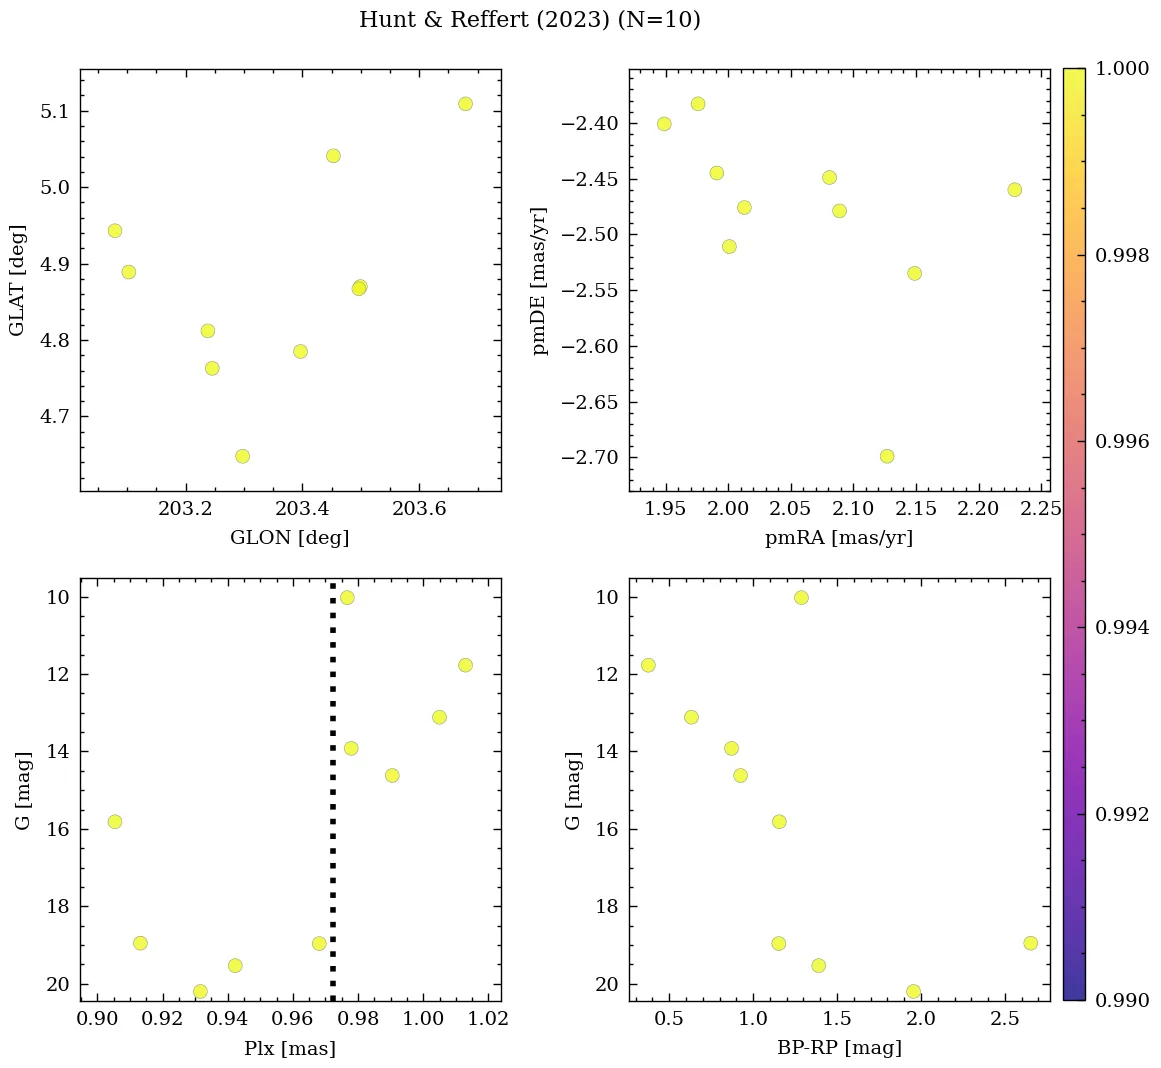 Hunt & Reffert (2023) (N=10)
5.1
5.0
4.9
4.8
4.7
GLAT [deg]
203.2 203.4 203.6
GLON [deg]
−2.40
−2.45
−2.50
−2.55
−2.60
−2.65
−2.70
pmDE [mas/yr]
1.95 2.00 2.05 2.10 2.15 2.20 2.25
pmRA [mas/yr]
10
12
14
16
18
20
G [mag]
0.90 0.92 0.94 0.96 0.98 1.00 1.02
Plx [mas]
10
12
14
16
18
20
G [mag]
0.5 1.0 1.5 2.0 2.5
BP-RP [mag]
1.000
0.998
0.996
0.994
0.992
0.990